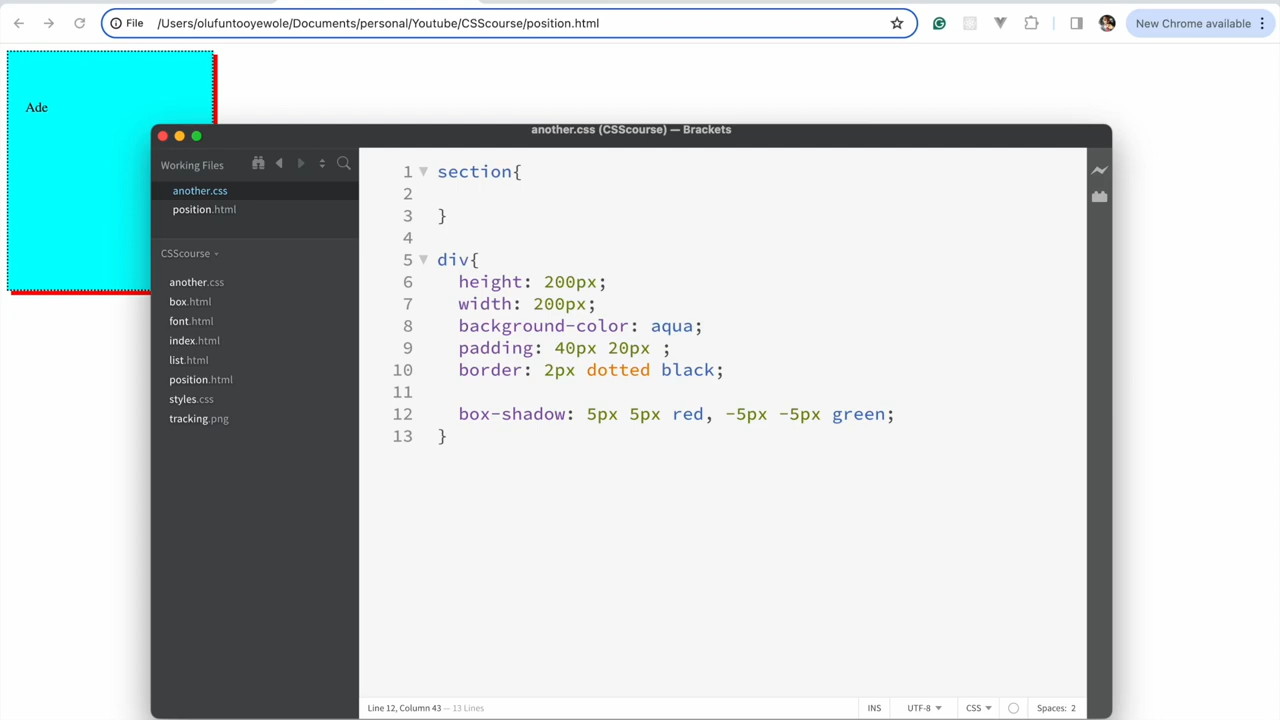 File /Users/olufuntooyewole/Documents/personal/Youtube/CSScourse/position.html New Chrome available
Ade
another.css (CSScourse) — Brackets
Working Files
another.css
position.html
CSScourse
another.css
box.html
font.html
index.html
list.html
position.html
styles.css
tracking.png
1 section{
2
3 }
4
5 div{
6 height: 200px;
7 width: 200px;
8 background-color: aqua;
9 padding: 40px 20px ;
10 border: 2px dotted black;
11
12 box-shadow: 5px 5px red, -5px -5px green;
13 }
Line 12, Column 43 — 13 Lines INS UTF-8 CSS Spaces: 2